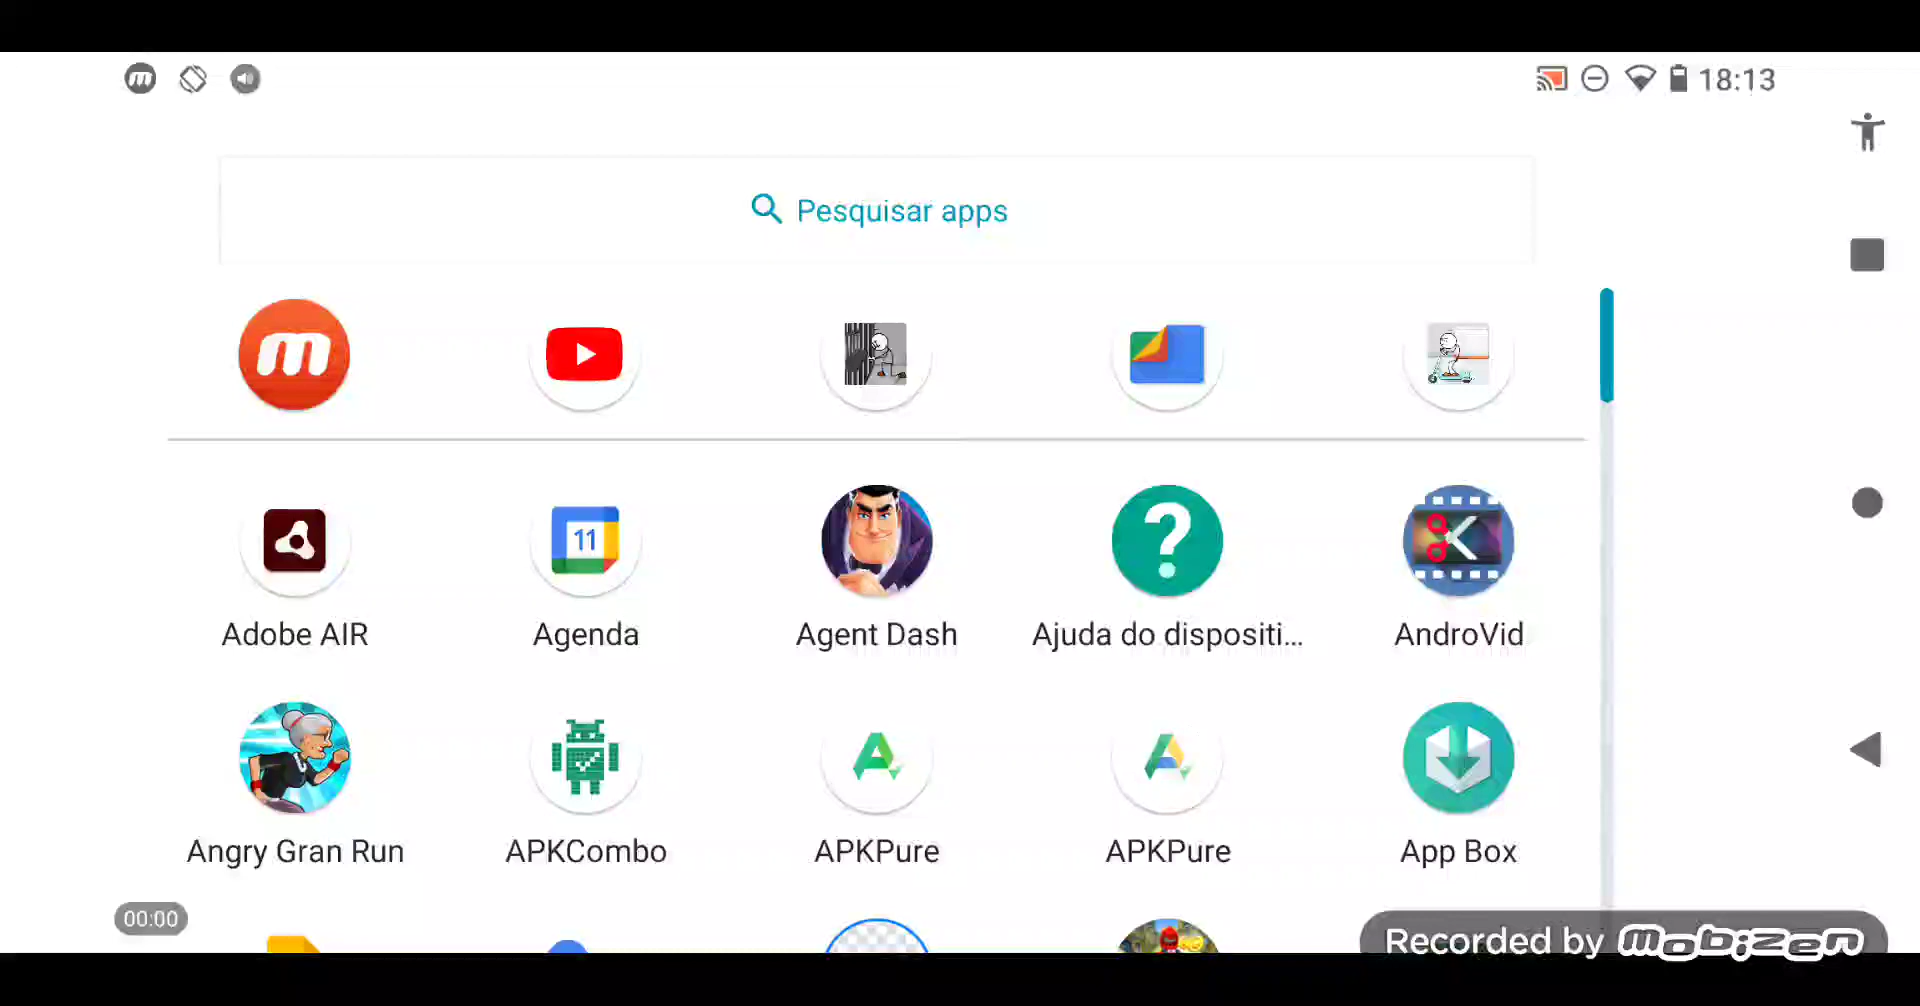 18:13
Pesquisar apps
11
Adobe AIR
Agenda
Agent Dash
Ajuda do dispositi...
AndroVid
Angry Gran Run
APKCombo
APKPure
APKPure
App Box
00:00
Recorded by mobizen